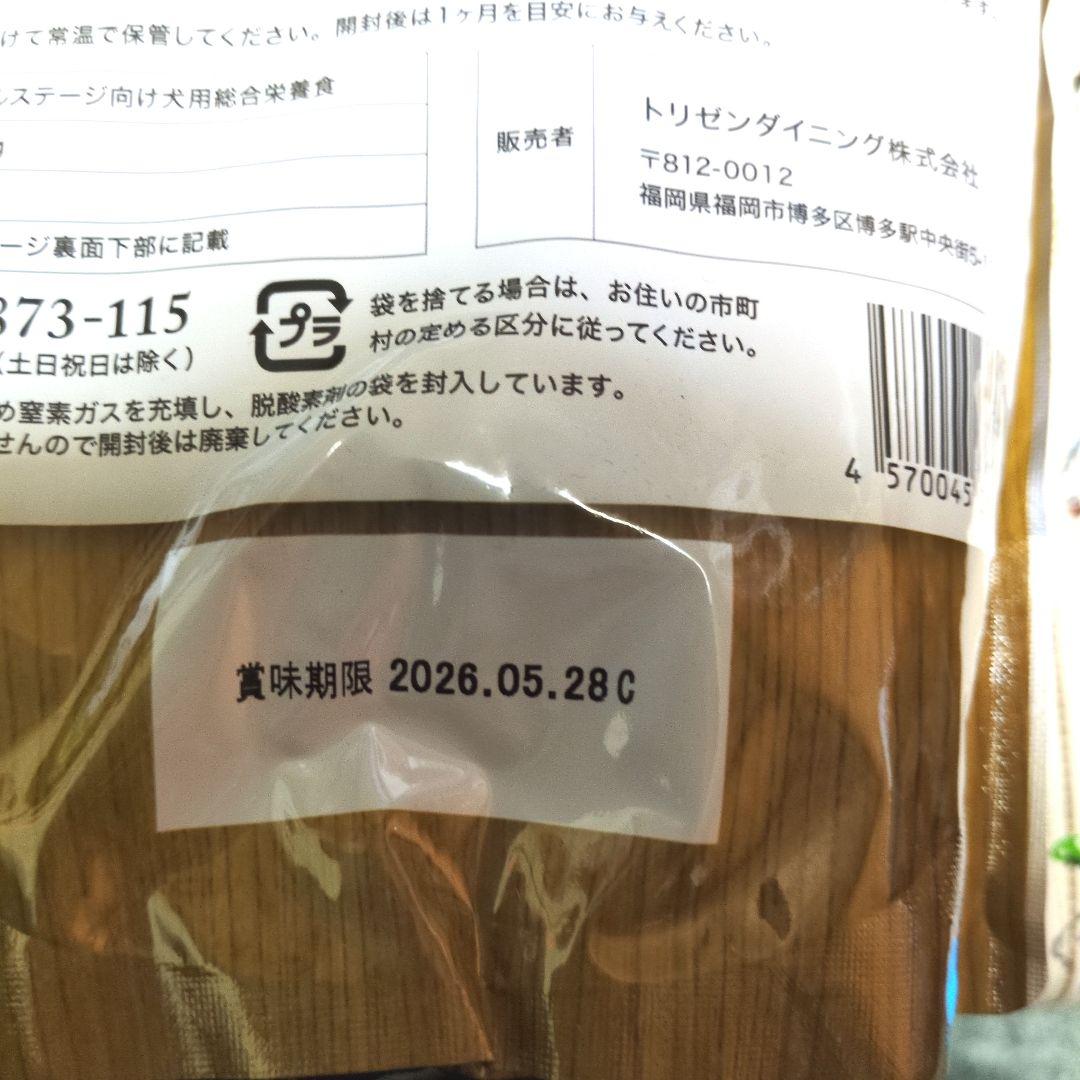 けて常温で保管してください。開封後は1ヶ月を目安にお与えください。
ステージ向け犬用総合栄養食
販売者
トリゼンダイニング株式会社
〒812-0012
福岡県福岡市博多区博多駅中央街5-
ージ裏面下部に記載
373-115
（土日祝日は除く）
プラ
袋を捨てる場合は、お住いの市町
村の定める区分に従ってください。
め窒素ガスを充填し、脱酸素剤の袋を封入しています。
せんので開封後は廃棄してください。
4 570045
賞味期限 2026.05.28C